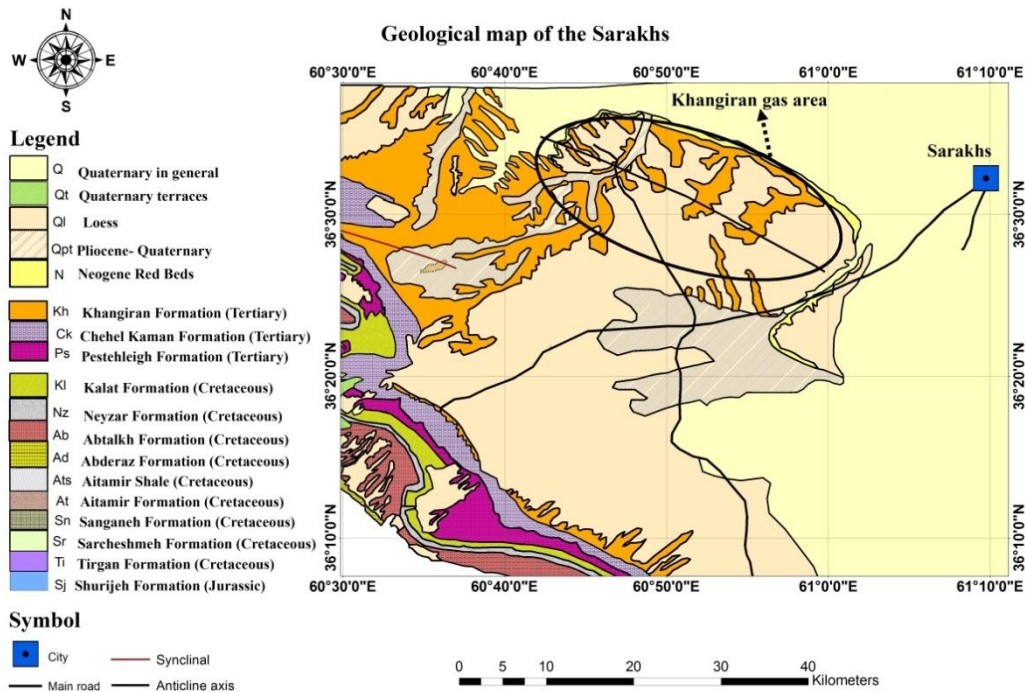 Geological map of the Sarakhs
N
W
E
S
60°30'0"E 60°40'0"E 60°50'0"E 61°0'0"E 61°10'0"E
Khangiran gas area
Sarakhs
36°30'0"N 36°30'0"N
36°20'0"N 36°20'0"N
36°10'0"N 36°10'0"N
60°30'0"E 60°40'0"E 60°50'0"E 61°0'0"E 61°10'0"E
Legend
Q Quaternary in general
Qt Quaternary terraces
Ql Loess
Qpt Pliocene- Quaternary
N Neogene Red Beds
Kh Khangiran Formation (Tertiary)
Ck Chehel Kaman Formation (Tertiary)
Ps Pestehleigh Formation (Tertiary)
Kl Kalat Formation (Cretaceous)
Nz Neyzar Formation (Cretaceous)
Ab Abtalkh Formation (Cretaceous)
Ad Abderaz Formation (Cretaceous)
Ats Aitamir Shale (Cretaceous)
At Aitamir Formation (Cretaceous)
Sn Sanganeh Formation (Cretaceous)
Sr Sarcheshmeh Formation (Cretaceous)
Ti Tirgan Formation (Cretaceous)
Sj Shurijeh Formation (Jurassic)
Symbol
City Synclinal
Main road Anticline axis
0 5 10 20 30 40
Kilometers